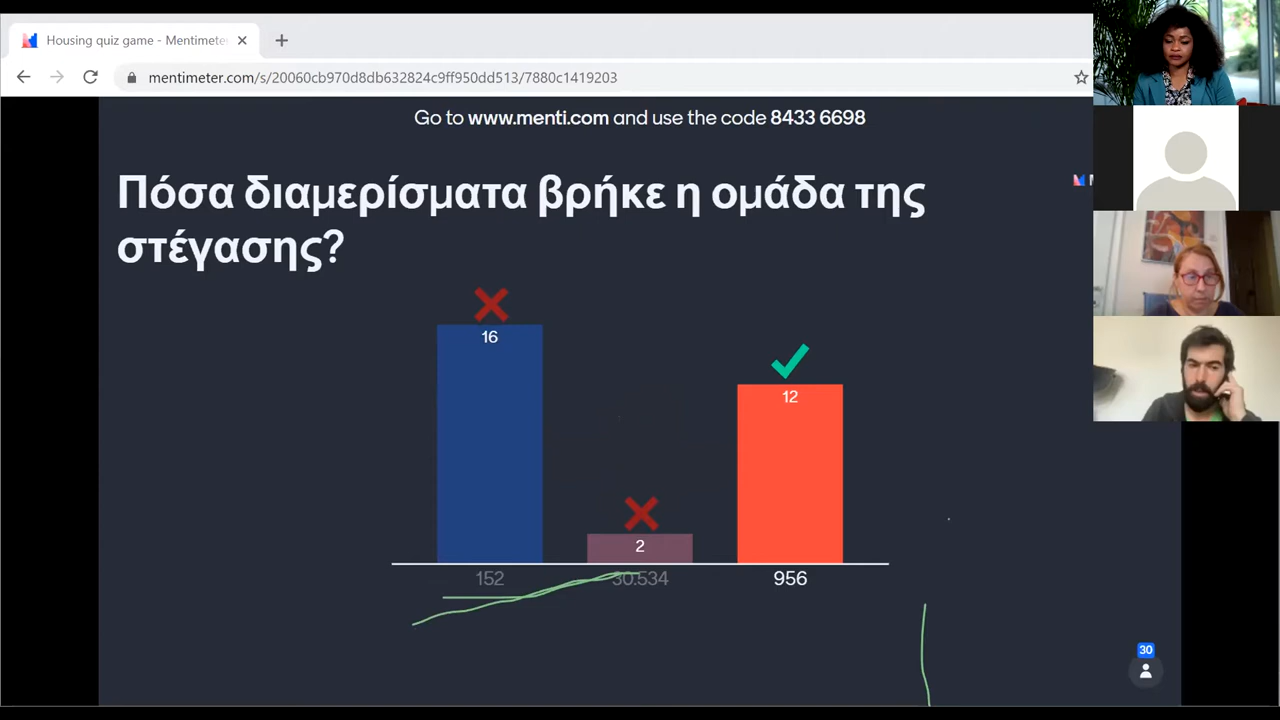 Housing quiz game - Mentimete
mentimeter.com/s/20060cb970d8db632824c9ff950dd513/7880c1419203
Go to www.menti.com and use the code 8433 6698
Πόσα διαμερίσματα βρήκε η ομάδα της
στέγασης?
16
2
12
152
30.534
956
30